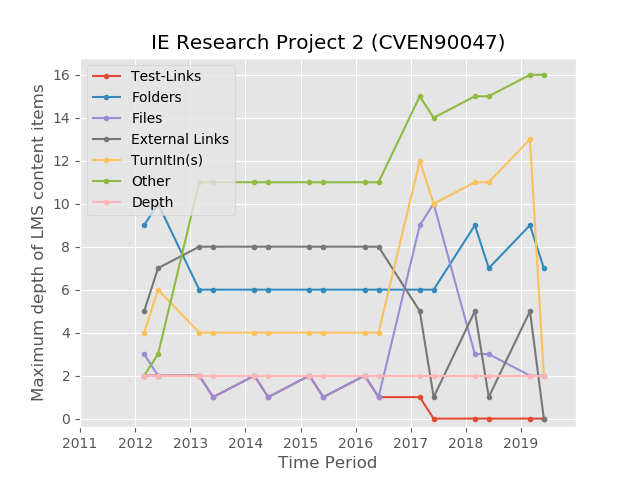 IE Research Project 2 (CVEN90047)
Test-Links
Folders
Files
External Links
TurnItIn(s)
Other
Depth
Maximum depth of LMS content items
16
14
12
10
8
6
4
2
0
2011 2012 2013 2014 2015 2016 2017 2018 2019
Time Period